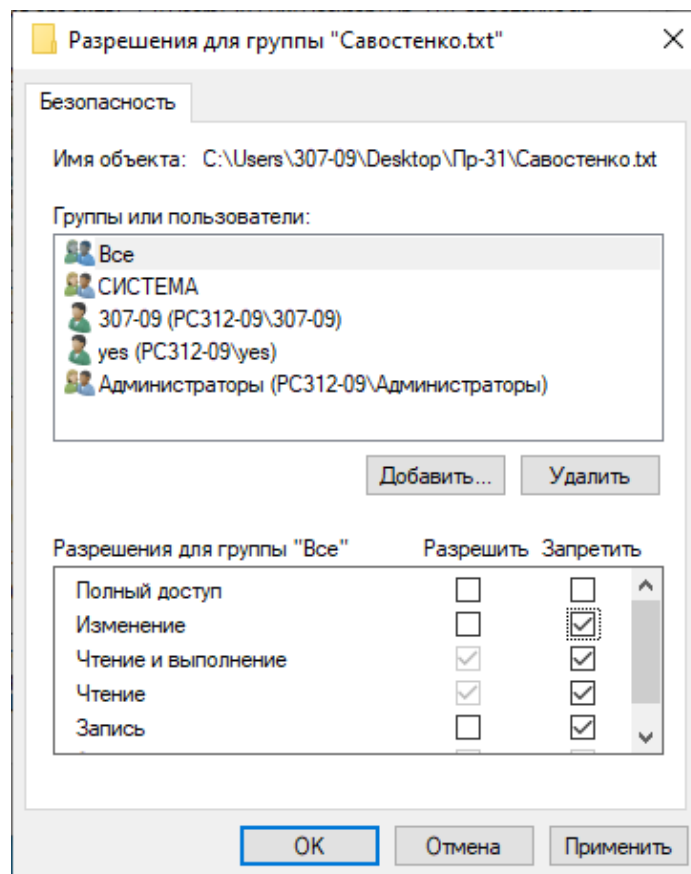 Разрешения для группы "Савостенко.txt"
Безопасность
Имя объекта: C:\Users\307-09\Desktop\Пр-31\Савостенко.txt
Группы или пользователи:
Все
СИСТЕМА
307-09 (PC312-09\307-09)
yes (PC312-09\yes)
Администраторы (PC312-09\Администраторы)
Добавить... Удалить
Разрешения для группы "Все" Разрешить Запретить
Полный доступ
Изменение
Чтение и выполнение
Чтение
Запись
OK Отмена Применить